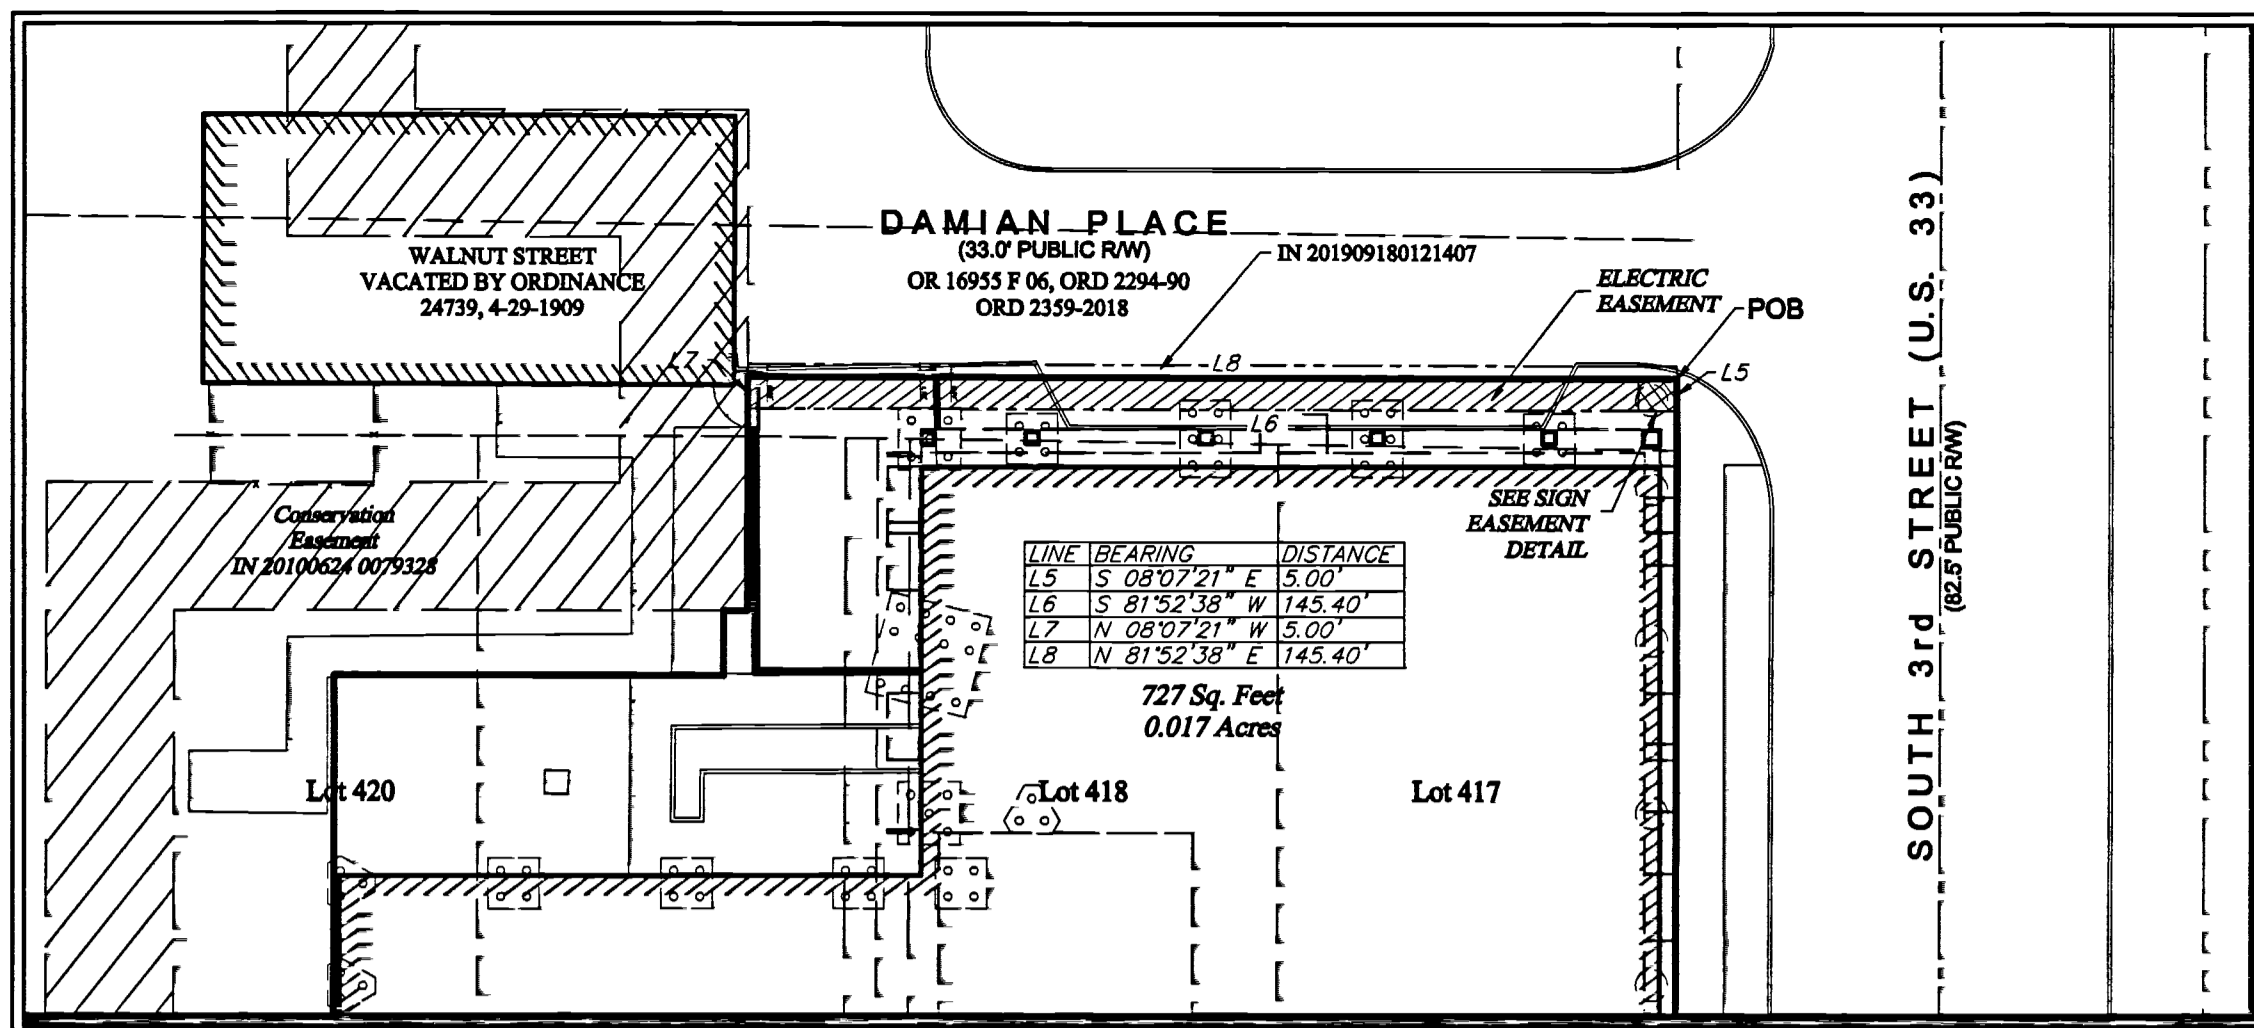 DAMIAN PLACE
(33.0' PUBLIC R/W)
OR 16955 F 06, ORD 2294-90
ORD 2359-2018
IN 201909180121407
WALNUT STREET
VACATED BY ORDINANCE
24739, 4-29-1909
ELECTRIC
EASEMENT
POB
L7
L8
L5
L6
SOUTH 3rd STREET (U.S. 33)
(82.5' PUBLIC R/W)
Conservation
Easement
IN 20100624 0079328
SEE SIGN
EASEMENT
DETAIL
LINE BEARING DISTANCE
L5 S 08°07'21" E 5.00'
L6 S 81°52'38" W 145.40'
L7 N 08°07'21" W 5.00'
L8 N 81°52'38" E 145.40'
727 Sq. Feet
0.017 Acres
Lot 420
Lot 418
Lot 417